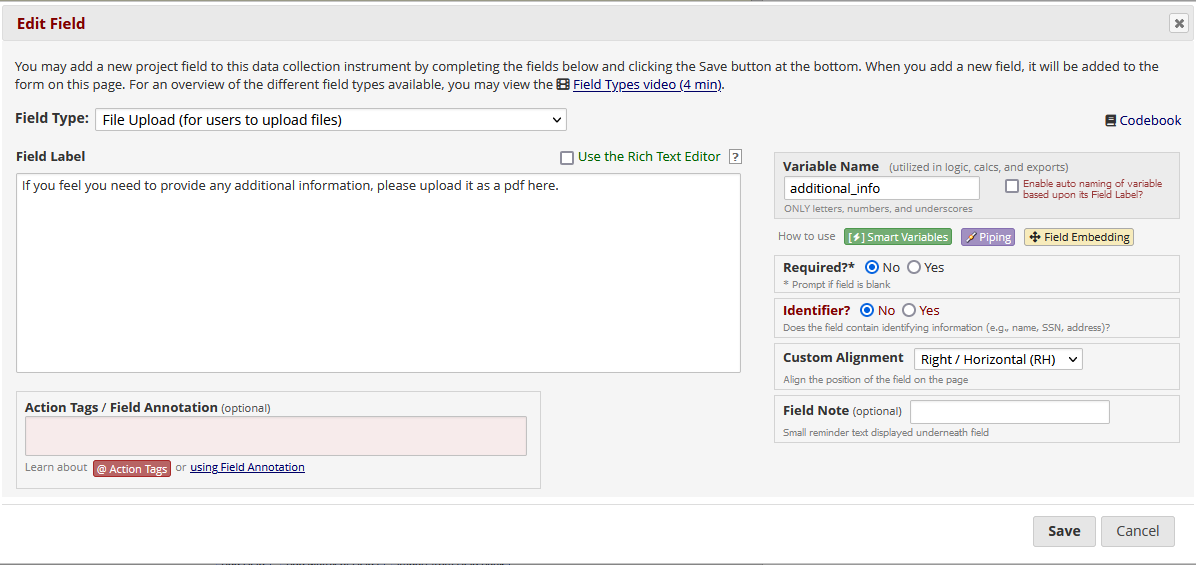 Edit Field
You may add a new project field to this data collection instrument by completing the fields below and clicking the Save button at the bottom. When you add a new field, it will be added to the
form on this page. For an overview of the different field types available, you may view the Field Types video (4 min).
Field Type: File Upload (for users to upload files)
Codebook
Field Label
Use the Rich Text Editor ?
If you feel you need to provide any additional information, please upload it as a pdf here.
Variable Name (utilized in logic, calcs, and exports)
additional_info
Enable auto naming of variable
based upon its Field Label?
ONLY letters, numbers, and underscores
How to use [⚡] Smart Variables Piping Field Embedding
Required?* No Yes
* Prompt if field is blank
Identifier? No Yes
Does the field contain identifying information (e.g., name, SSN, address)?
Custom Alignment Right / Horizontal (RH)
Align the position of the field on the page
Field Note (optional)
Small reminder text displayed underneath field
Action Tags / Field Annotation (optional)
Learn about @ Action Tags or using Field Annotation
Save Cancel